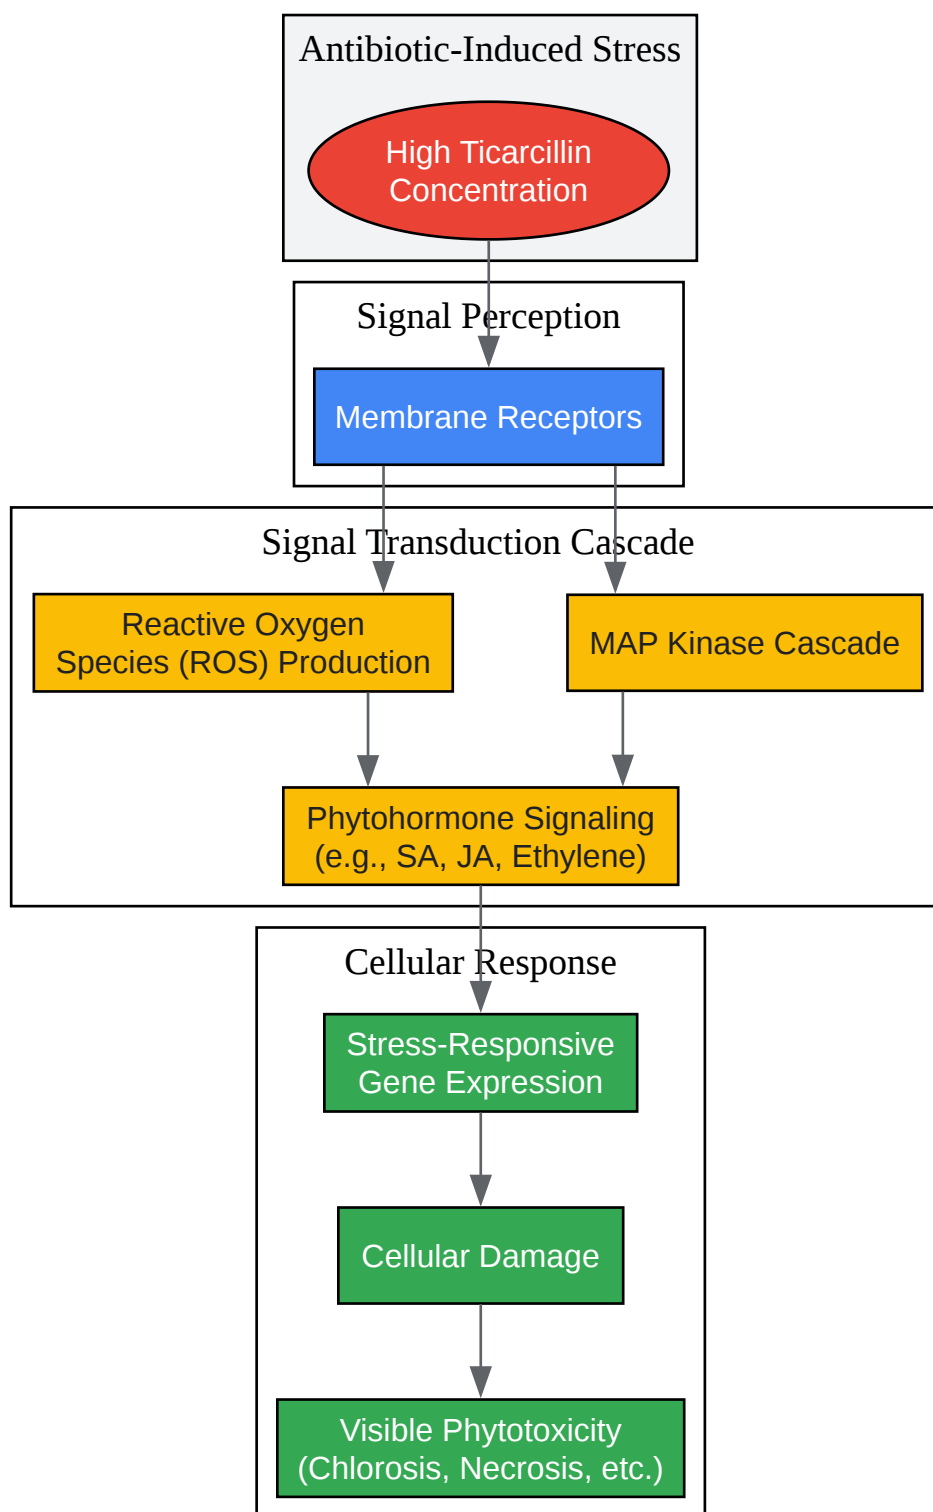 Antibiotic-Induced Stress
High Ticarcillin
Concentration
Signal Perception
Membrane Receptors
Signal Transduction Cascade
Reactive Oxygen
Species (ROS) Production
MAP Kinase Cascade
Phytohormone Signaling
(e.g., SA, JA, Ethylene)
Cellular Response
Stress-Responsive
Gene Expression
Cellular Damage
Visible Phytotoxicity
(Chlorosis, Necrosis, etc.)